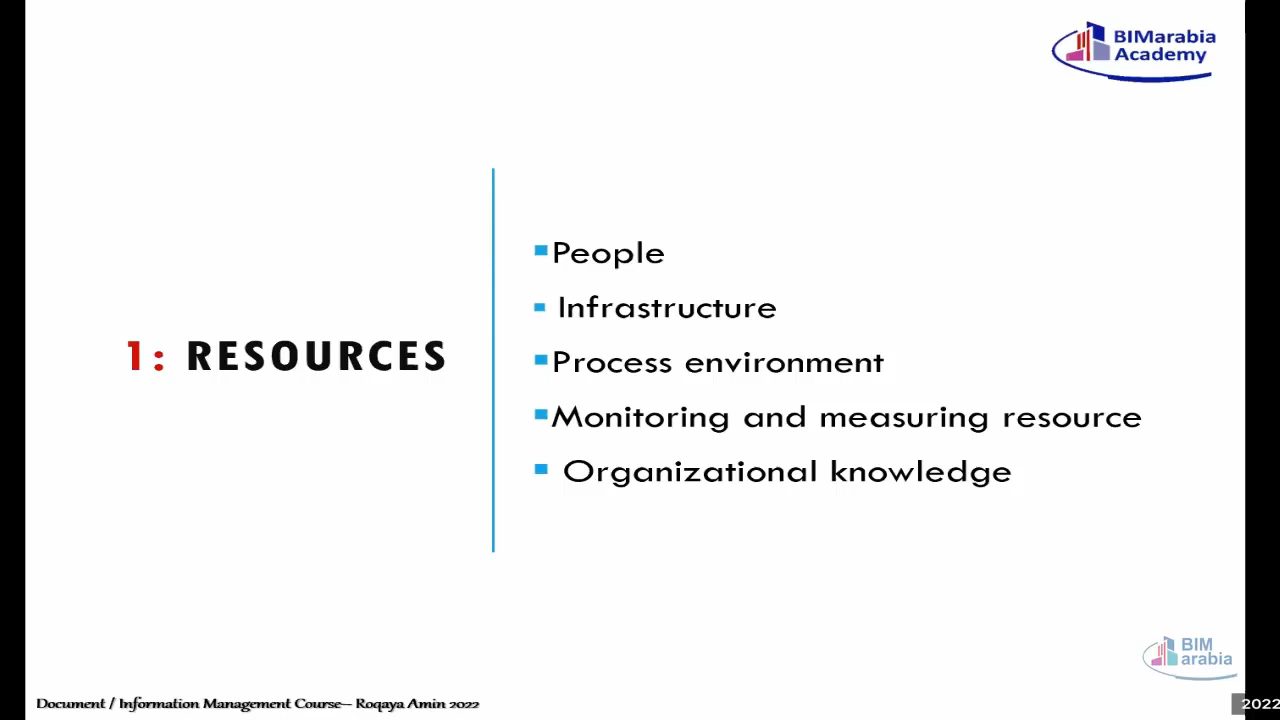 BIMarabia
Academy
1: RESOURCES
People
Infrastructure
Process environment
Monitoring and measuring resource
Organizational knowledge
BIM
arabia
Document / Information Management Course-- Roqaya Amin 2022
2022